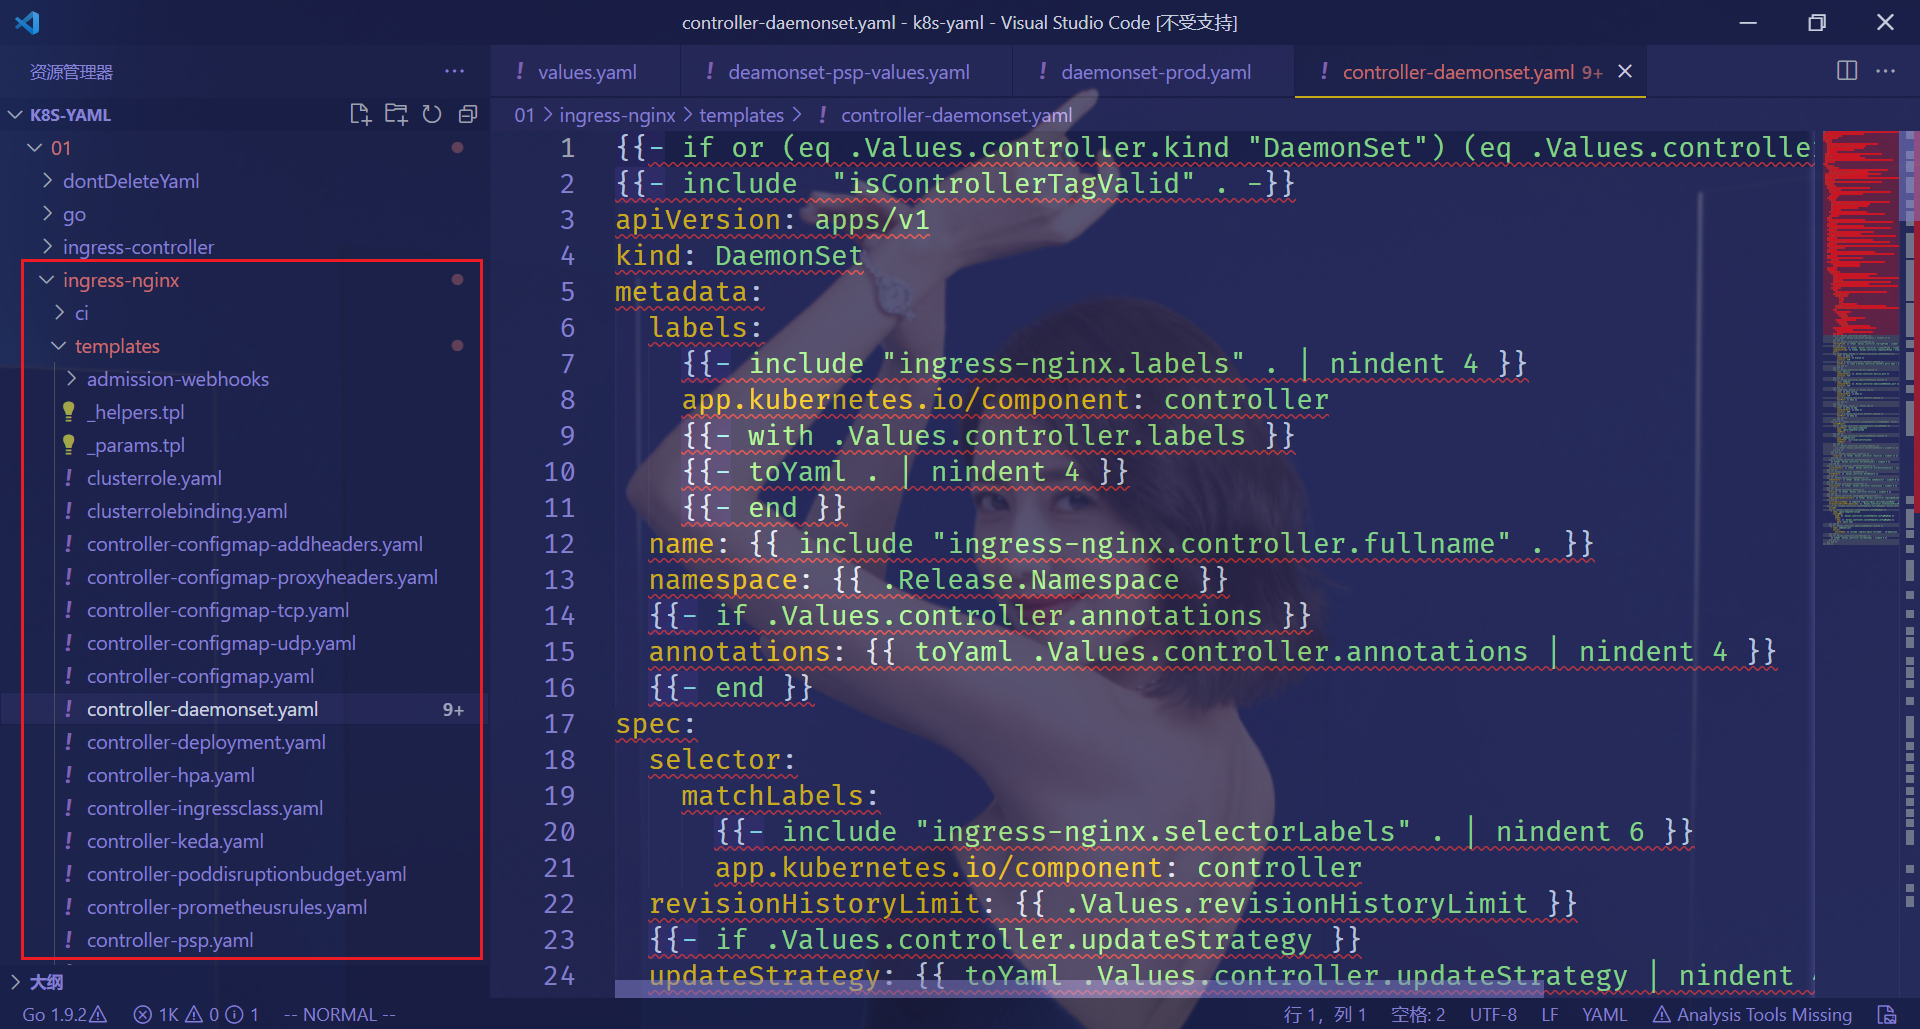 controller-daemonset.yaml - k8s-yaml - Visual Studio Code [不受支持]
资源管理器 ···
! values.yaml
! deamonset-psp-values.yaml
! daemonset-prod.yaml
! controller-daemonset.yaml 9+
K8S-YAML
01 > ingress-nginx > templates > ! controller-daemonset.yaml
01
dontDeleteYaml
go
ingress-controller
ingress-nginx
ci
templates
admission-webhooks
_helpers.tpl
_params.tpl
! clusterrole.yaml
! clusterrolebinding.yaml
! controller-configmap-addheaders.yaml
! controller-configmap-proxyheaders.yaml
! controller-configmap-tcp.yaml
! controller-configmap-udp.yaml
! controller-configmap.yaml
! controller-daemonset.yaml 9+
! controller-deployment.yaml
! controller-hpa.yaml
! controller-ingressclass.yaml
! controller-keda.yaml
! controller-poddisruptionbudget.yaml
! controller-prometheusrules.yaml
! controller-psp.yaml
大纲
1 {{- if or (eq .Values.controller.kind "DaemonSet") (eq .Values.controlle
2 {{- include "isControllerTagValid" . -}}
3 apiVersion: apps/v1
4 kind: DaemonSet
5 metadata:
6 labels:
7 {{- include "ingress-nginx.labels" . | nindent 4 }}
8 app.kubernetes.io/component: controller
9 {{- with .Values.controller.labels }}
10 {{- toYaml . | nindent 4 }}
11 {{- end }}
12 name: {{ include "ingress-nginx.controller.fullname" . }}
13 namespace: {{ .Release.Namespace }}
14 {{- if .Values.controller.annotations }}
15 annotations: {{ toYaml .Values.controller.annotations | nindent 4 }}
16 {{- end }}
17 spec:
18 selector:
19 matchLabels:
20 {{- include "ingress-nginx.selectorLabels" . | nindent 6 }}
21 app.kubernetes.io/component: controller
22 revisionHistoryLimit: {{ .Values.revisionHistoryLimit }}
23 {{- if .Values.controller.updateStrategy }}
24 updateStrategy: {{ toYaml .Values.controller.updateStrategy | nindent
Go 1.9.2 1K 0 1 -- NORMAL -- 行 1，列 1 空格: 2 UTF-8 LF YAML Analysis Tools Missing